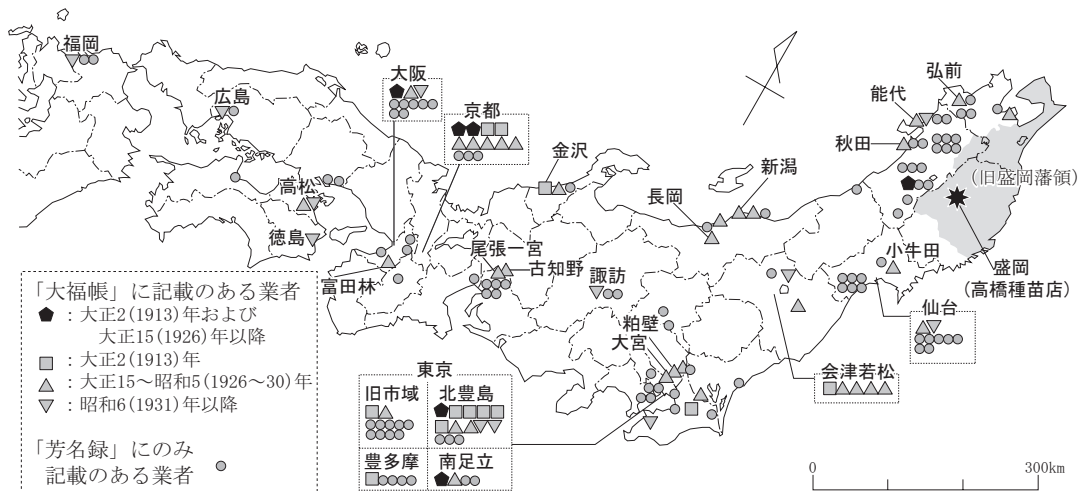 福岡
広島
大阪
京都
金沢
高松
徳島
富田林
尾張一宮
古知野
諏訪
長岡
新潟
粕壁
大宮
弘前
能代
秋田
(旧盛岡藩領)
小牛田
盛岡
(高橋種苗店)
仙台
会津若松
東京
旧市域
北豊島
豊多摩
南足立
「大福帳」に記載のある業者
:大正2(1913)年および
大正15(1926)年以降
:大正2(1913)年
:大正15～昭和5(1926～30)年
:昭和6(1931)年以降
「芳名録」にのみ
記載のある業者
0 300km